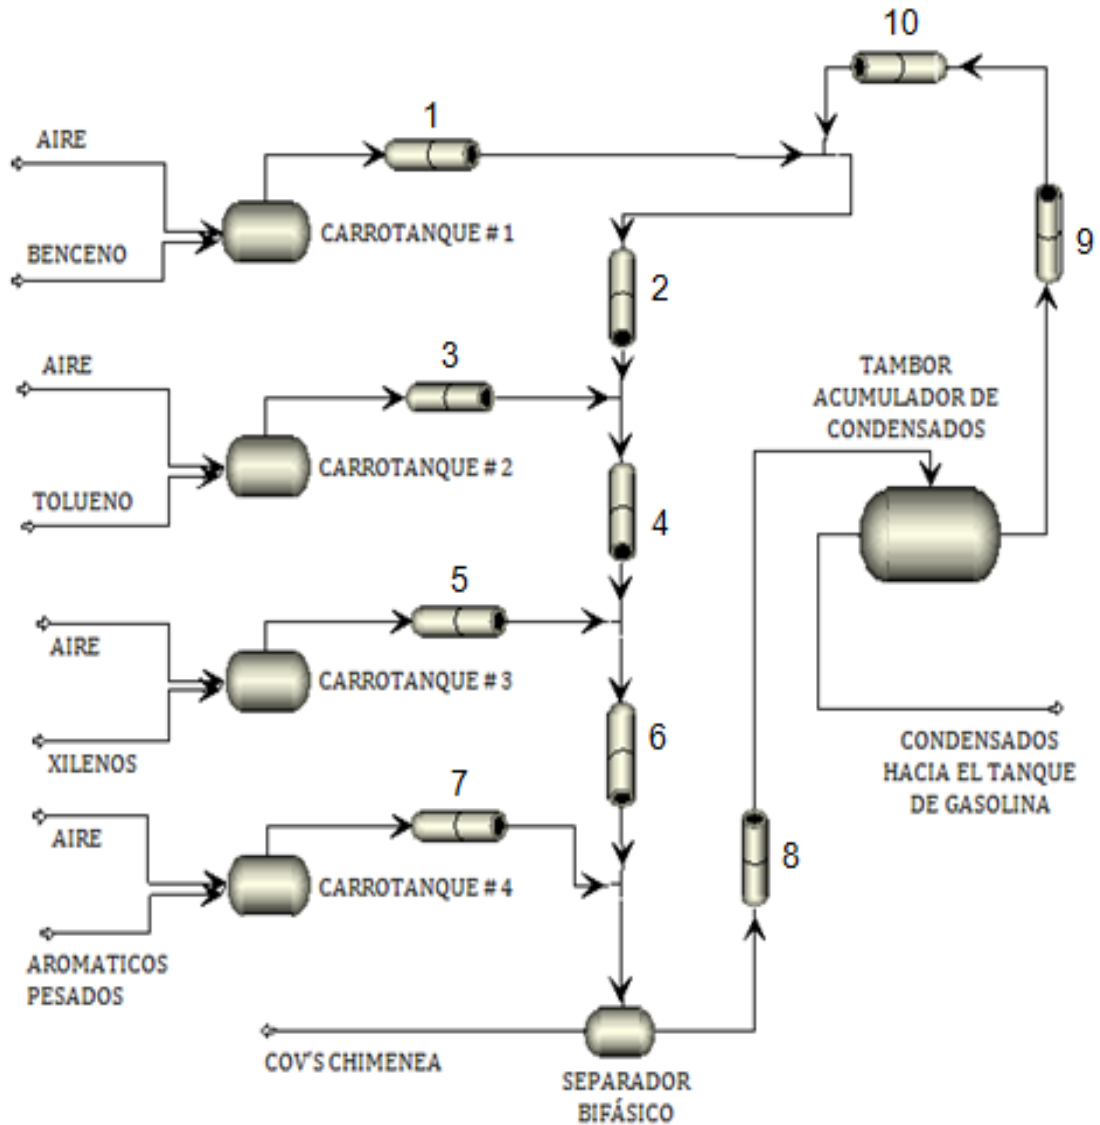 10
1
AIRE
CARROTANQUE # 1
BENCENO
9
2
AIRE
3
TAMBOR
ACUMULADOR DE
CONDENSADOS
CARROTANQUE # 2
TOLUENO
4
5
AIRE
CARROTANQUE # 3
XILENOS
6
CONDENSADOS
HACIA EL TANQUE
DE GASOLINA
7
AIRE
8
CARROTANQUE # 4
AROMATICOS
PESADOS
COV´S CHIMENEA
SEPARADOR
BIFÁSICO